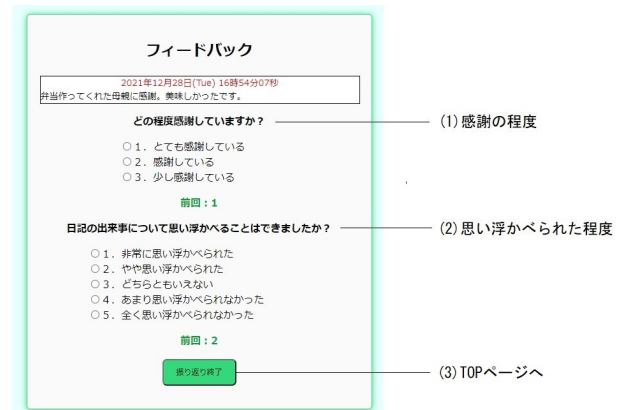 フィードバック
2021年12月28日(Tue) 16時54分07秒
弁当作ってくれた母親に感謝。美味しかったです。
どの程度感謝していますか？
(1)感謝の程度
1．とても感謝している
2．感謝している
3．少し感謝している
前回：1
日記の出来事について思い浮かべることはできましたか？
(2)思い浮かべられた程度
1．非常に思い浮かべられた
2．やや思い浮かべられた
3．どちらともいえない
4．あまり思い浮かべられなかった
5．全く思い浮かべられなかった
前回：2
振り返り終了
(3)TOPページへ